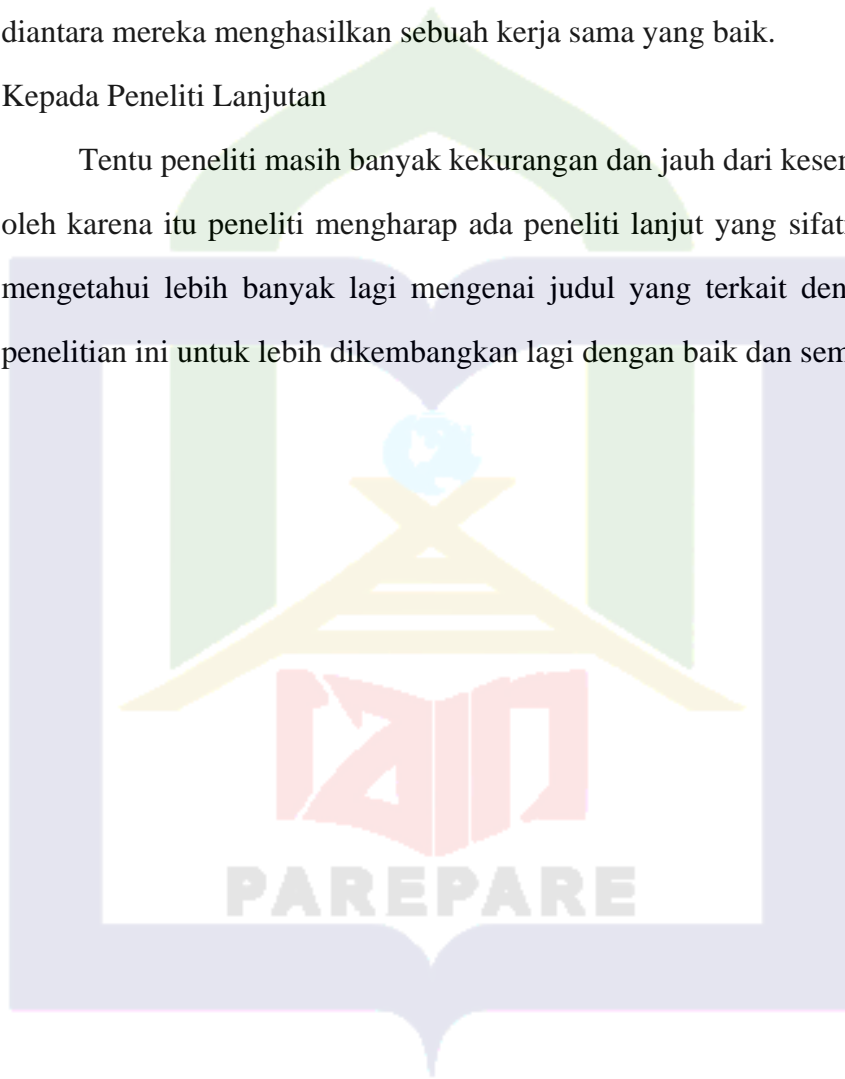 diantara mereka menghasilkan sebuah kerja sama yang baik.
Kepada Peneliti Lanjutan
Tentu peneliti masih banyak kekurangan dan jauh dari kesem
oleh karena itu peneliti mengharap ada peneliti lanjut yang sifat
mengetahui lebih banyak lagi mengenai judul yang terkait den
penelitian ini untuk lebih dikembangkan lagi dengan baik dan sem
iain
PAREPARE